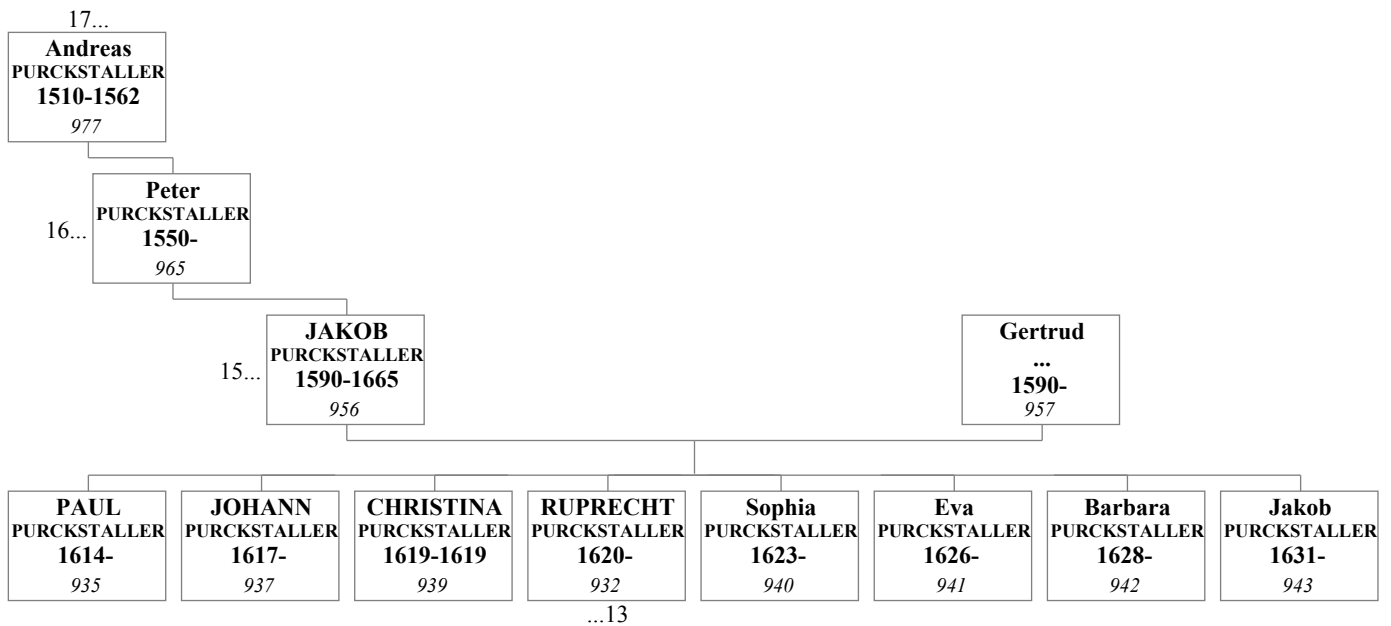 17...
Andreas
PURCKSTALLER
1510-1562
977
Peter
PURCKSTALLER
1550-
965
16...
JAKOB
PURCKSTALLER
1590-1665
956
15...
Gertrud
...
1590-
957
PAUL
PURCKSTALLER
1614-
935
JOHANN
PURCKSTALLER
1617-
937
CHRISTINA
PURCKSTALLER
1619-1619
939
RUPRECHT
PURCKSTALLER
1620-
932
...13
Sophia
PURCKSTALLER
1623-
940
Eva
PURCKSTALLER
1626-
941
Barbara
PURCKSTALLER
1628-
942
Jakob
PURCKSTALLER
1631-
943